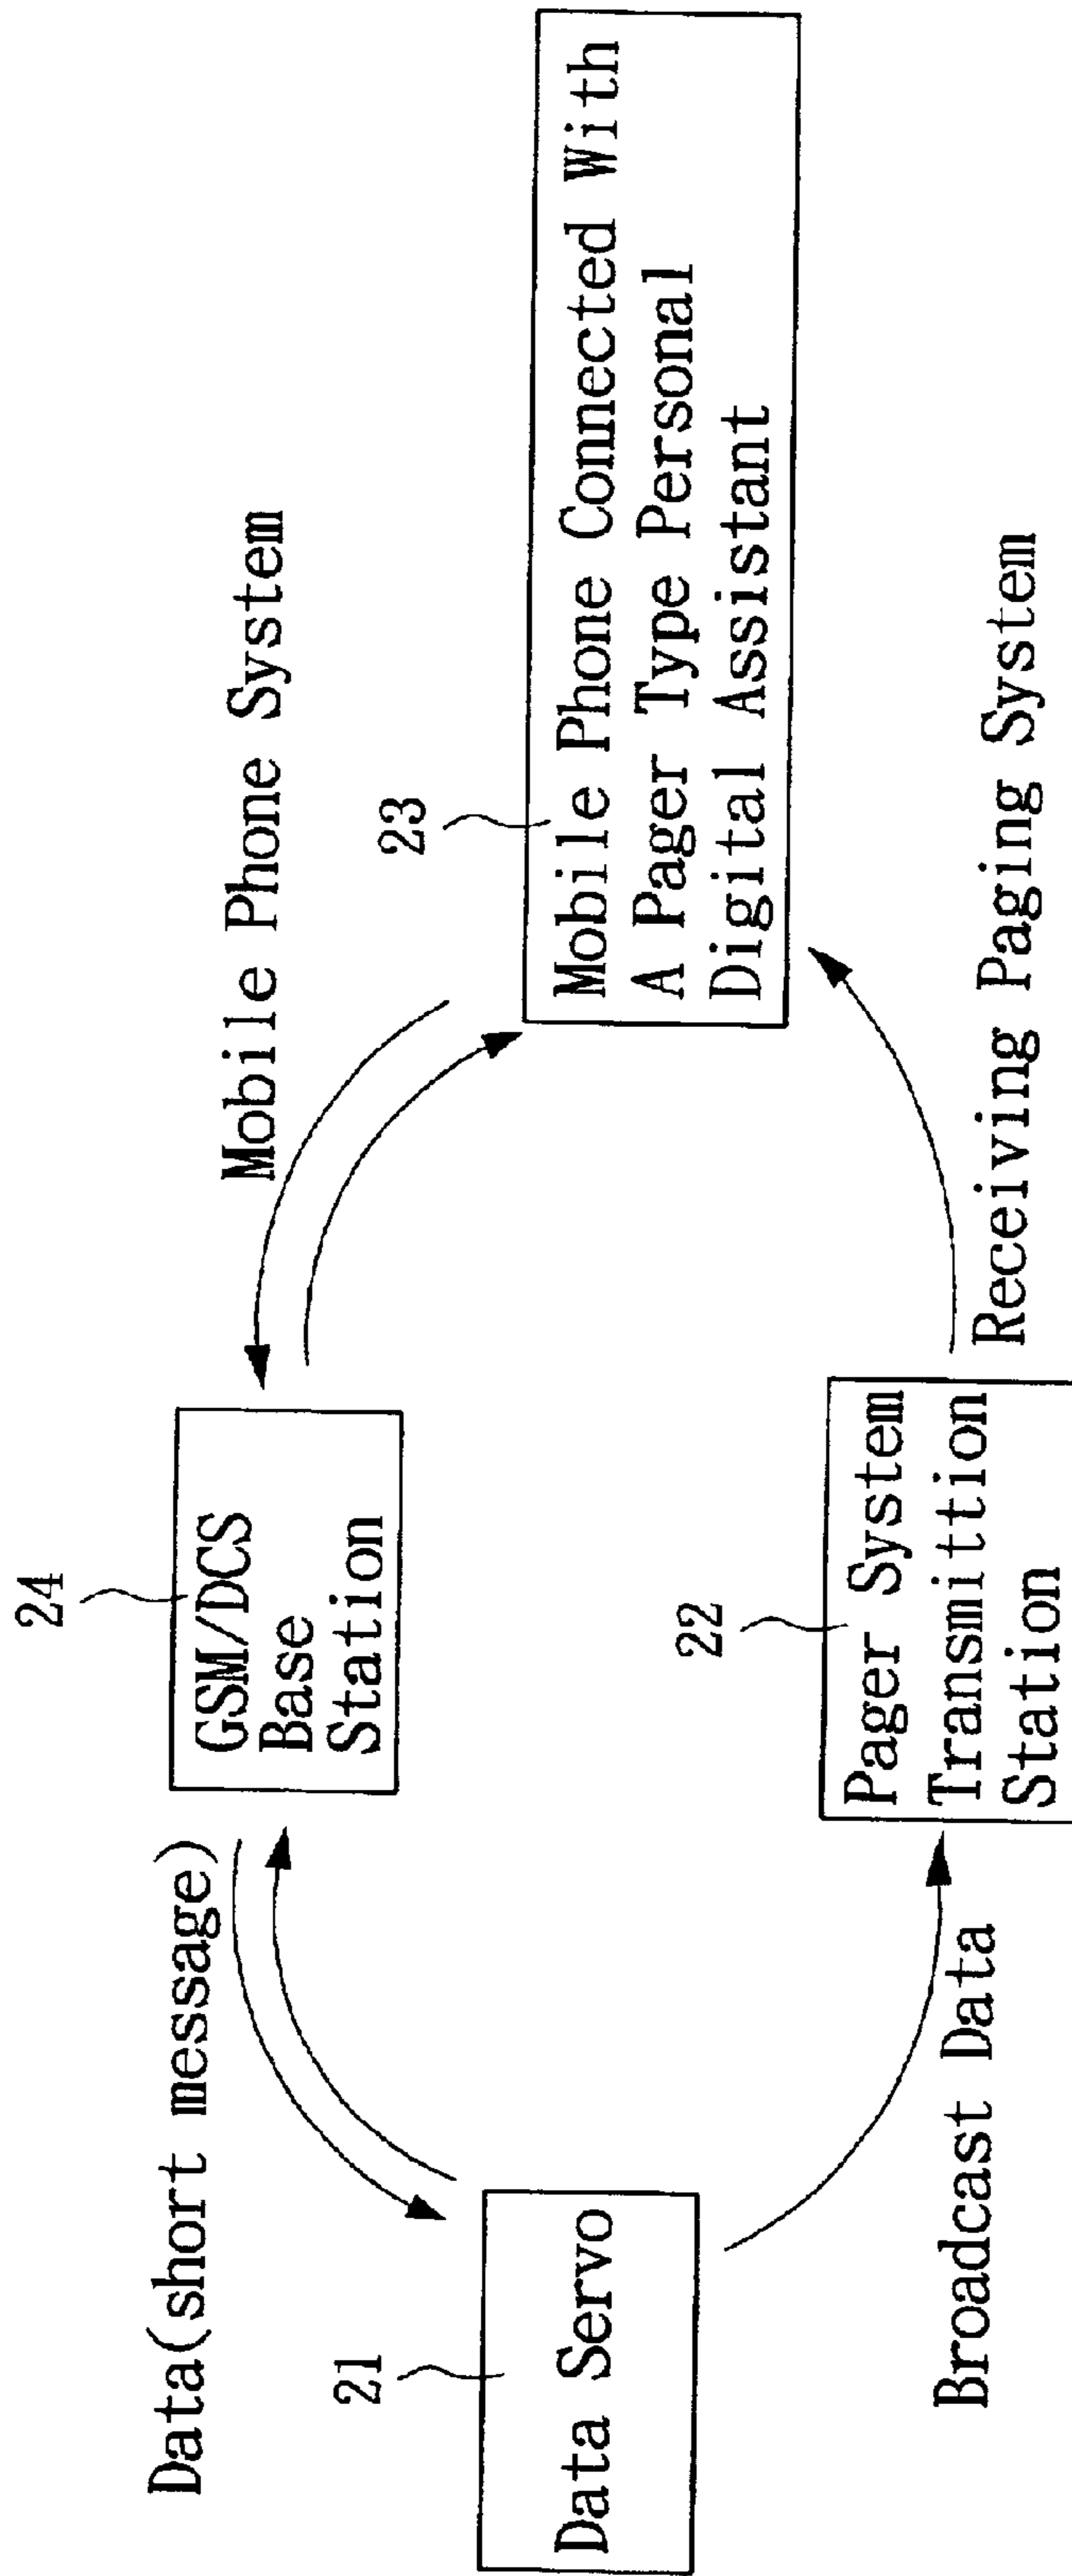 Data(short message)
Mobile Phone System
24
GSM/DCS
Base
Station
21
Data Servo
23
Mobile Phone Connected With
A Pager Type Personal
Digital Assistant
22
Pager System
Transmittion
Station
Broadcast Data
Receiving Paging System